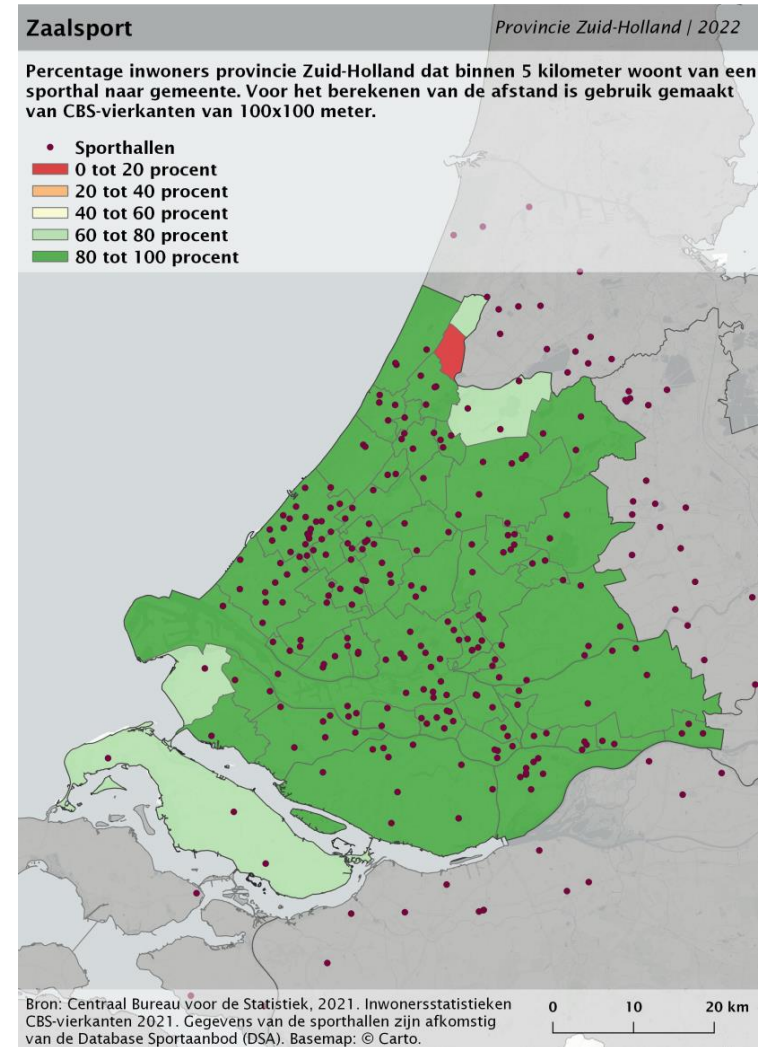 Zaalsport
Provincie Zuid-Holland | 2022
Percentage inwoners provincie Zuid-Holland dat binnen 5 kilometer woont van een
sporthal naar gemeente. Voor het berekenen van de afstand is gebruik gemaakt
van CBS-vierkanten van 100x100 meter.
Sporthallen
0 tot 20 procent
20 tot 40 procent
40 tot 60 procent
60 tot 80 procent
80 tot 100 procent
Bron: Centraal Bureau voor de Statistiek, 2021. Inwonersstatistieken
CBS-vierkanten 2021. Gegevens van de sporthallen zijn afkomstig
van de Database Sportaanbod (DSA). Basemap: © Carto.
0 10 20 km